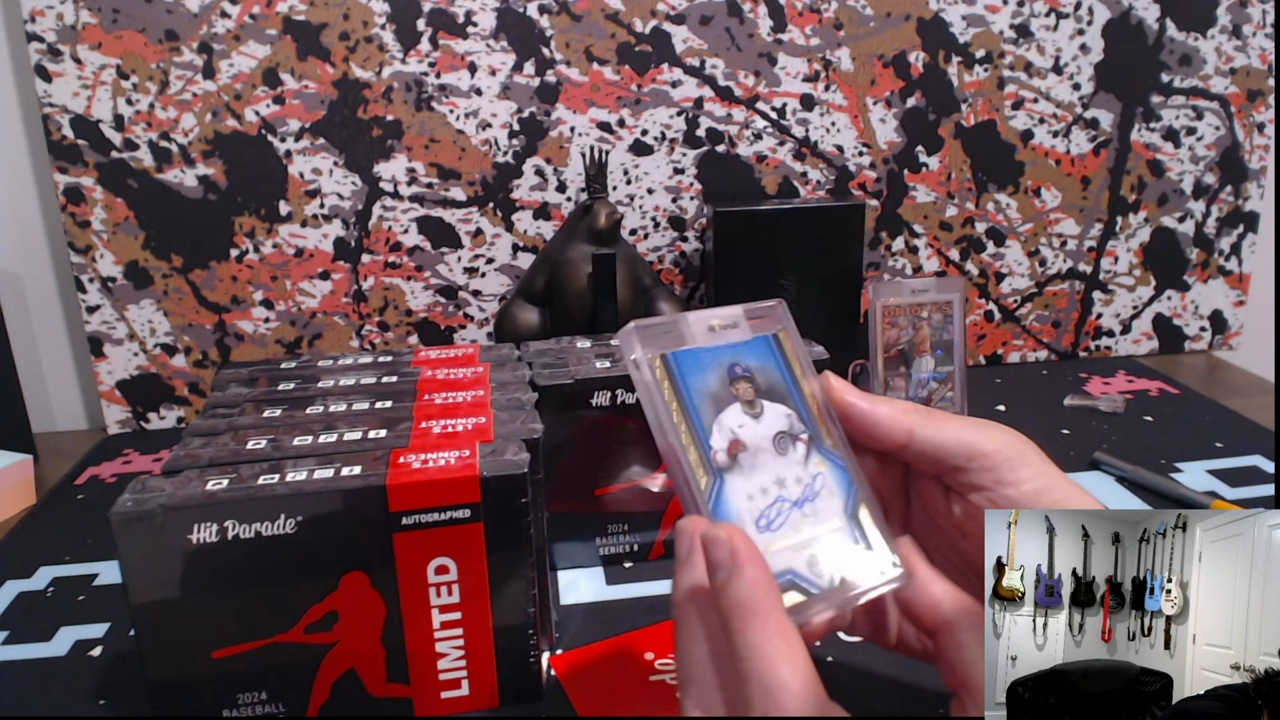 LET'S
CONNECT
LET'S
CONNECT
LET'S
CONNECT
LET'S
CONNECT
LET'S
CONNECT
Hit Parade
AUTOGRAPHED
LIMITED
2024
BASEBALL
Hit Par
2024
BASEBALL
SERIES 8
ORIOLES